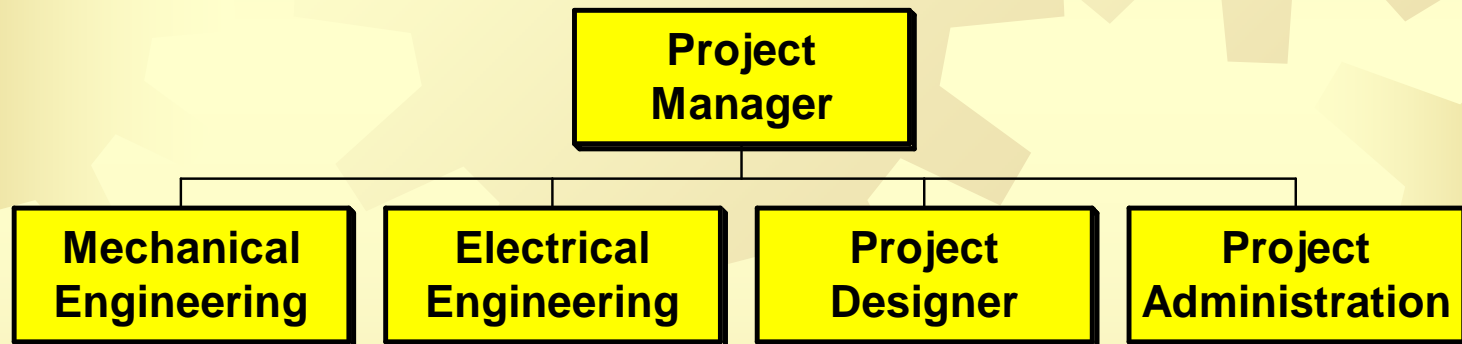 Project
Manager
Mechanical
Engineering
Electrical
Engineering
Project
Designer
Project
Administration